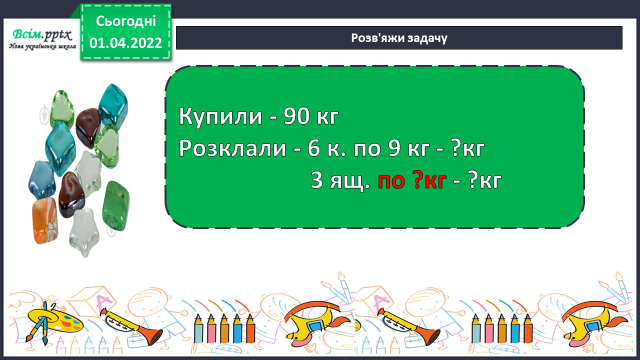 Всім.pptx
Нова українська школа
Сьогодні
01.04.2022
Розв'яжи задачу
Купили - 90 кг
Розклали - 6 к. по 9 кг - ?кг
3 ящ. по ?кг - ?кг